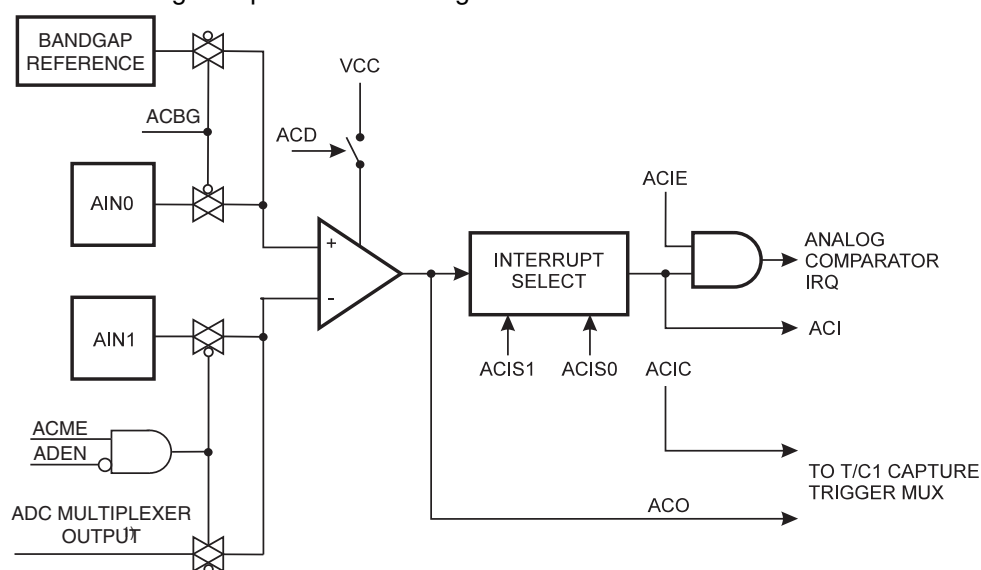 BANDGAP
REFERENCE
VCC
ACBG
ACD
AIN0
ACIE
+
INTERRUPT
SELECT
ANALOG
COMPARATOR
IRQ
-
AIN1
ACI
ACIS1 ACIS0 ACIC
ACME
ADEN
TO T/C1 CAPTURE
TRIGGER MUX
ACO
ADC MULTIPLEXER
OUTPUT
1)